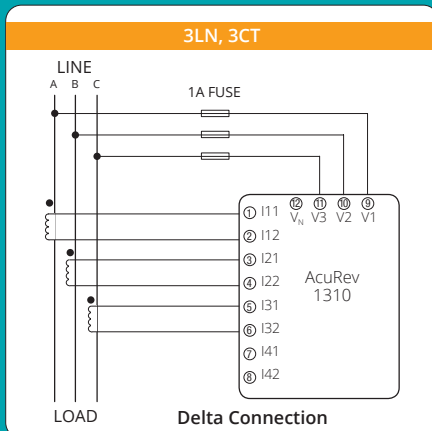 3LN, 3CT
LINE
A B C
1A FUSE
⑫ ⑪ ⑩ ⑨
VN V3 V2 V1
① I11
② I12
③ I21
④ I22
⑤ I31
⑥ I32
⑦ I41
⑧ I42
AcuRev
1310
LOAD
Delta Connection